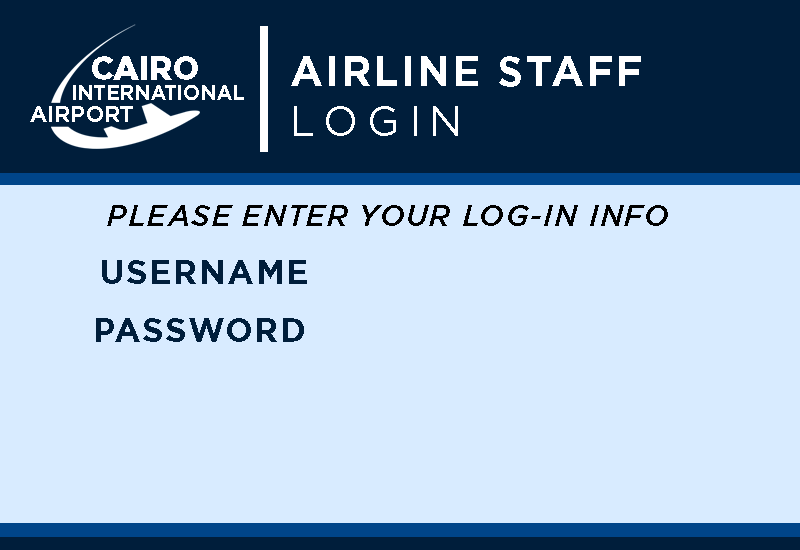 CAIRO
INTERNATIONAL
AIRPORT
AIRLINE STAFF
LOGIN
PLEASE ENTER YOUR LOG-IN INFO
USERNAME
PASSWORD